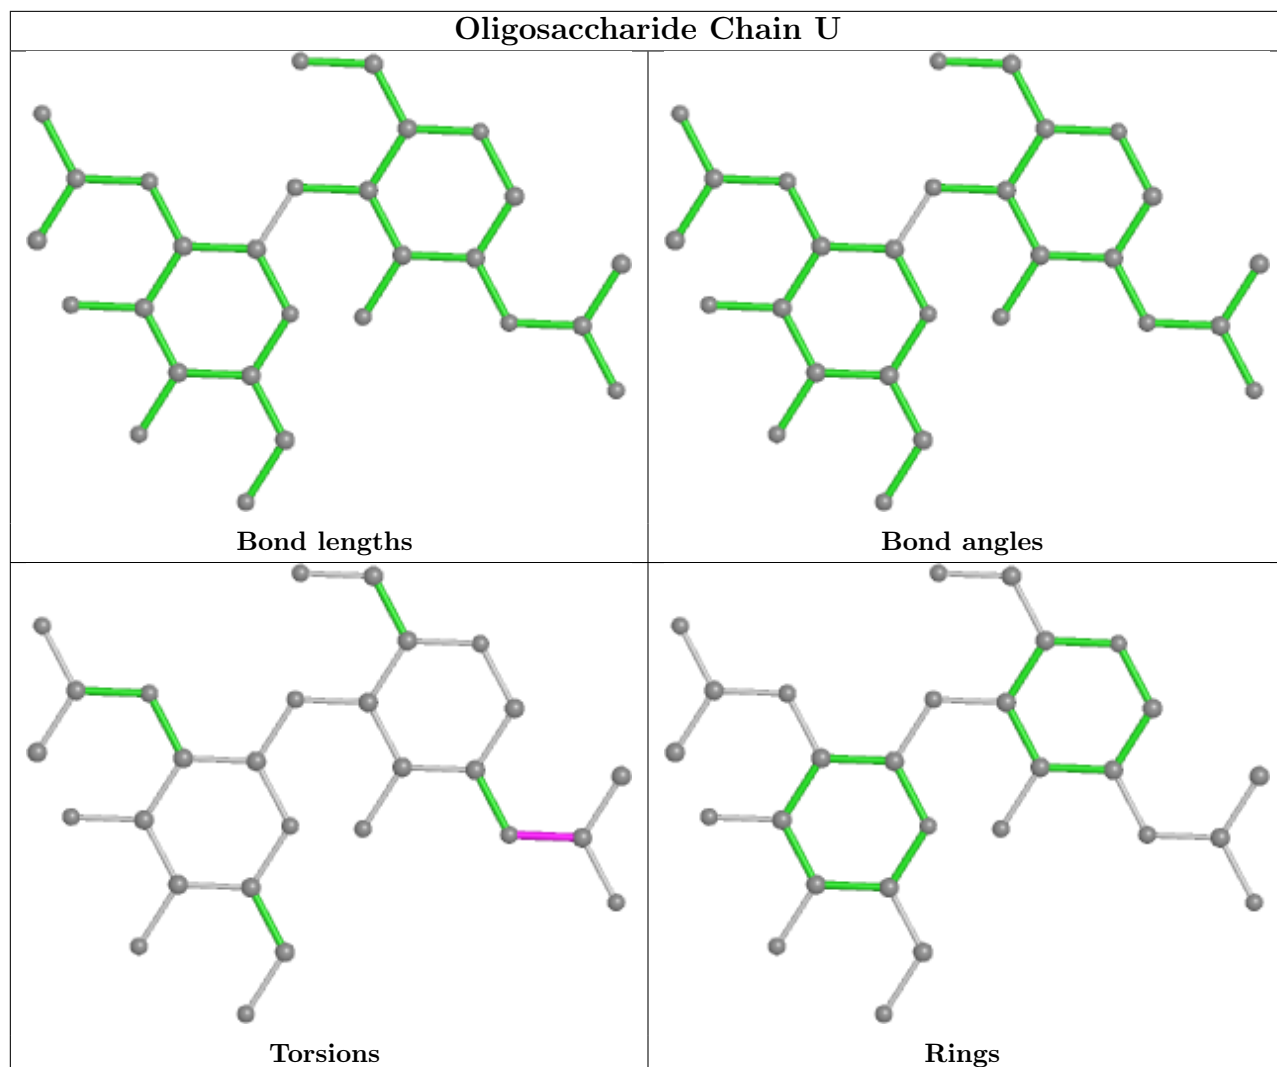 Oligosaccharide Chain U
Bond lengths
Bond angles
Torsions
Rings